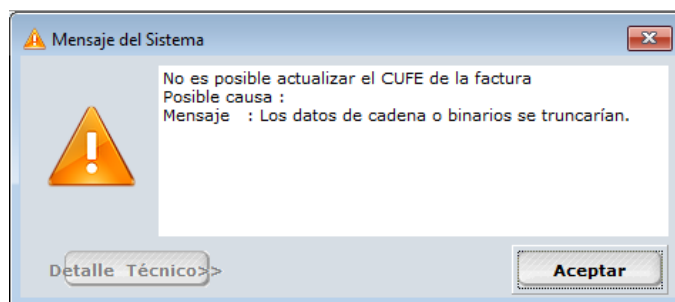 Mensaje del Sistema
No es posible actualizar el CUFE de la factura
Posible causa :
Mensaje : Los datos de cadena o binarios se truncarían.
Detalle Técnico>>
Aceptar